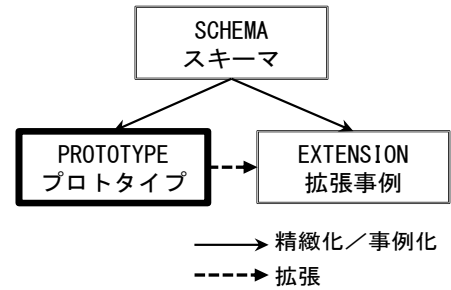 SCHEMA
スキーマ
PROTOTYPE
プロトタイプ
EXTENSION
拡張事例
精緻化／事例化
拡張